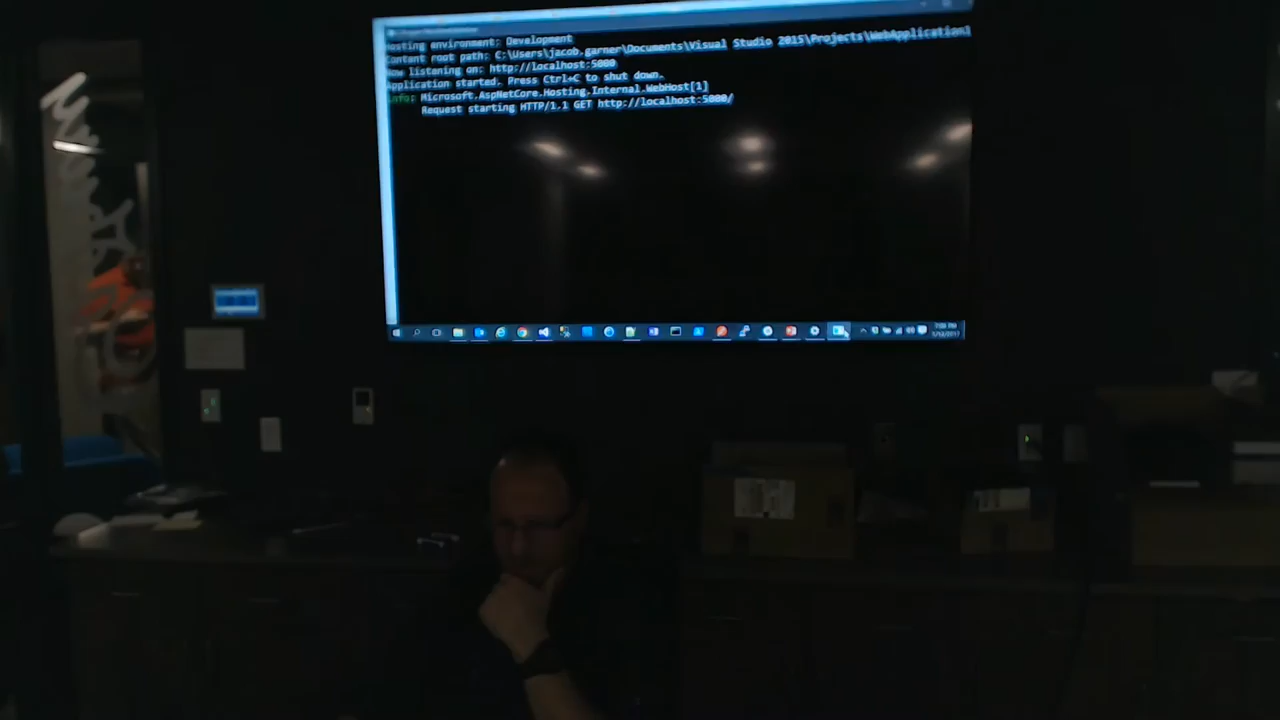 Hosting environment: Development
Content root path: C:\Users\jacob.garner\Documents\Visual Studio 2015\Projects\WebApplication1
Now listening on: http://localhost:5000
Application started. Press Ctrl+C to shut down.
info: Microsoft.AspNetCore.Hosting.Internal.WebHost[1]
Request starting HTTP/1.1 GET http://localhost:5000/